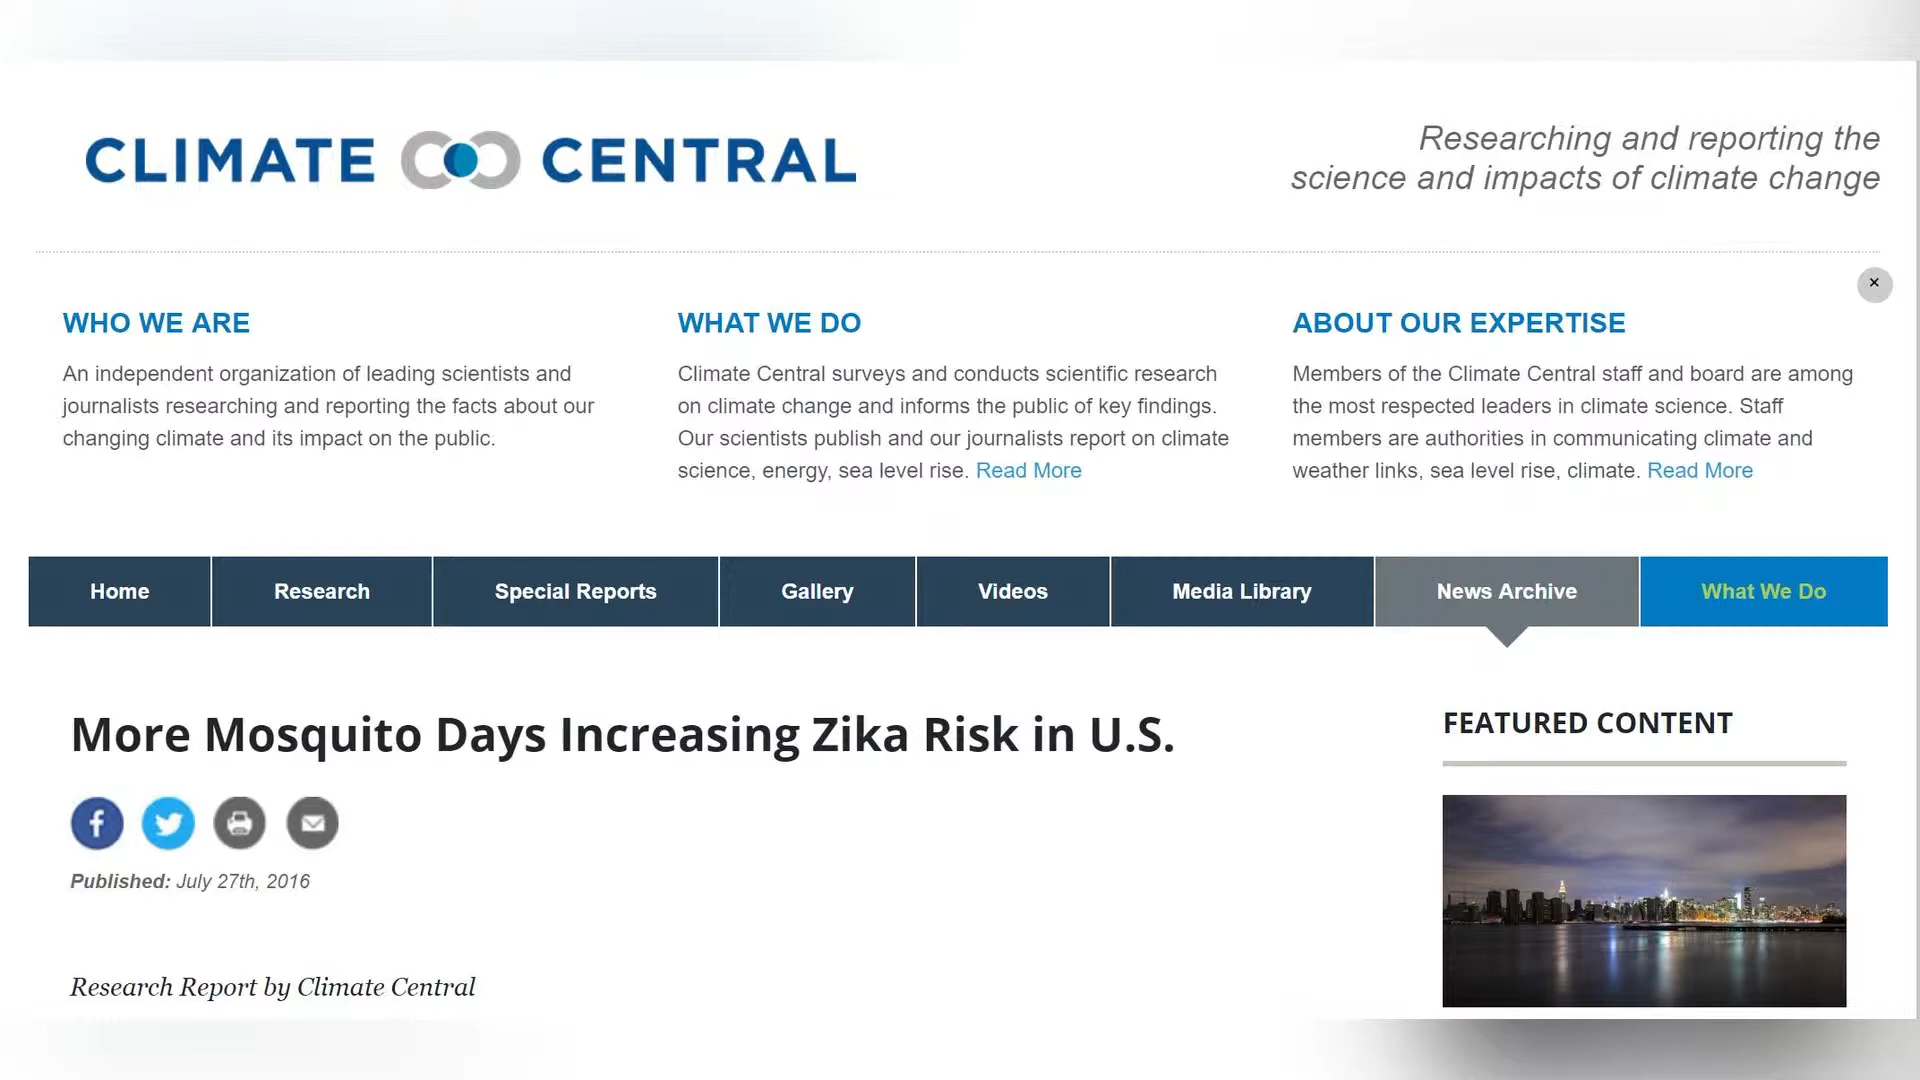 CLIMATE CENTRAL
Researching and reporting the
science and impacts of climate change
×
WHO WE ARE
An independent organization of leading scientists and
journalists researching and reporting the facts about our
changing climate and its impact on the public.
WHAT WE DO
Climate Central surveys and conducts scientific research
on climate change and informs the public of key findings.
Our scientists publish and our journalists report on climate
science, energy, sea level rise. Read More
ABOUT OUR EXPERTISE
Members of the Climate Central staff and board are among
the most respected leaders in climate science. Staff
members are authorities in communicating climate and
weather links, sea level rise, climate. Read More
Home Research Special Reports Gallery Videos Media Library News Archive What We Do
More Mosquito Days Increasing Zika Risk in U.S.
Published: July 27th, 2016
Research Report by Climate Central
FEATURED CONTENT